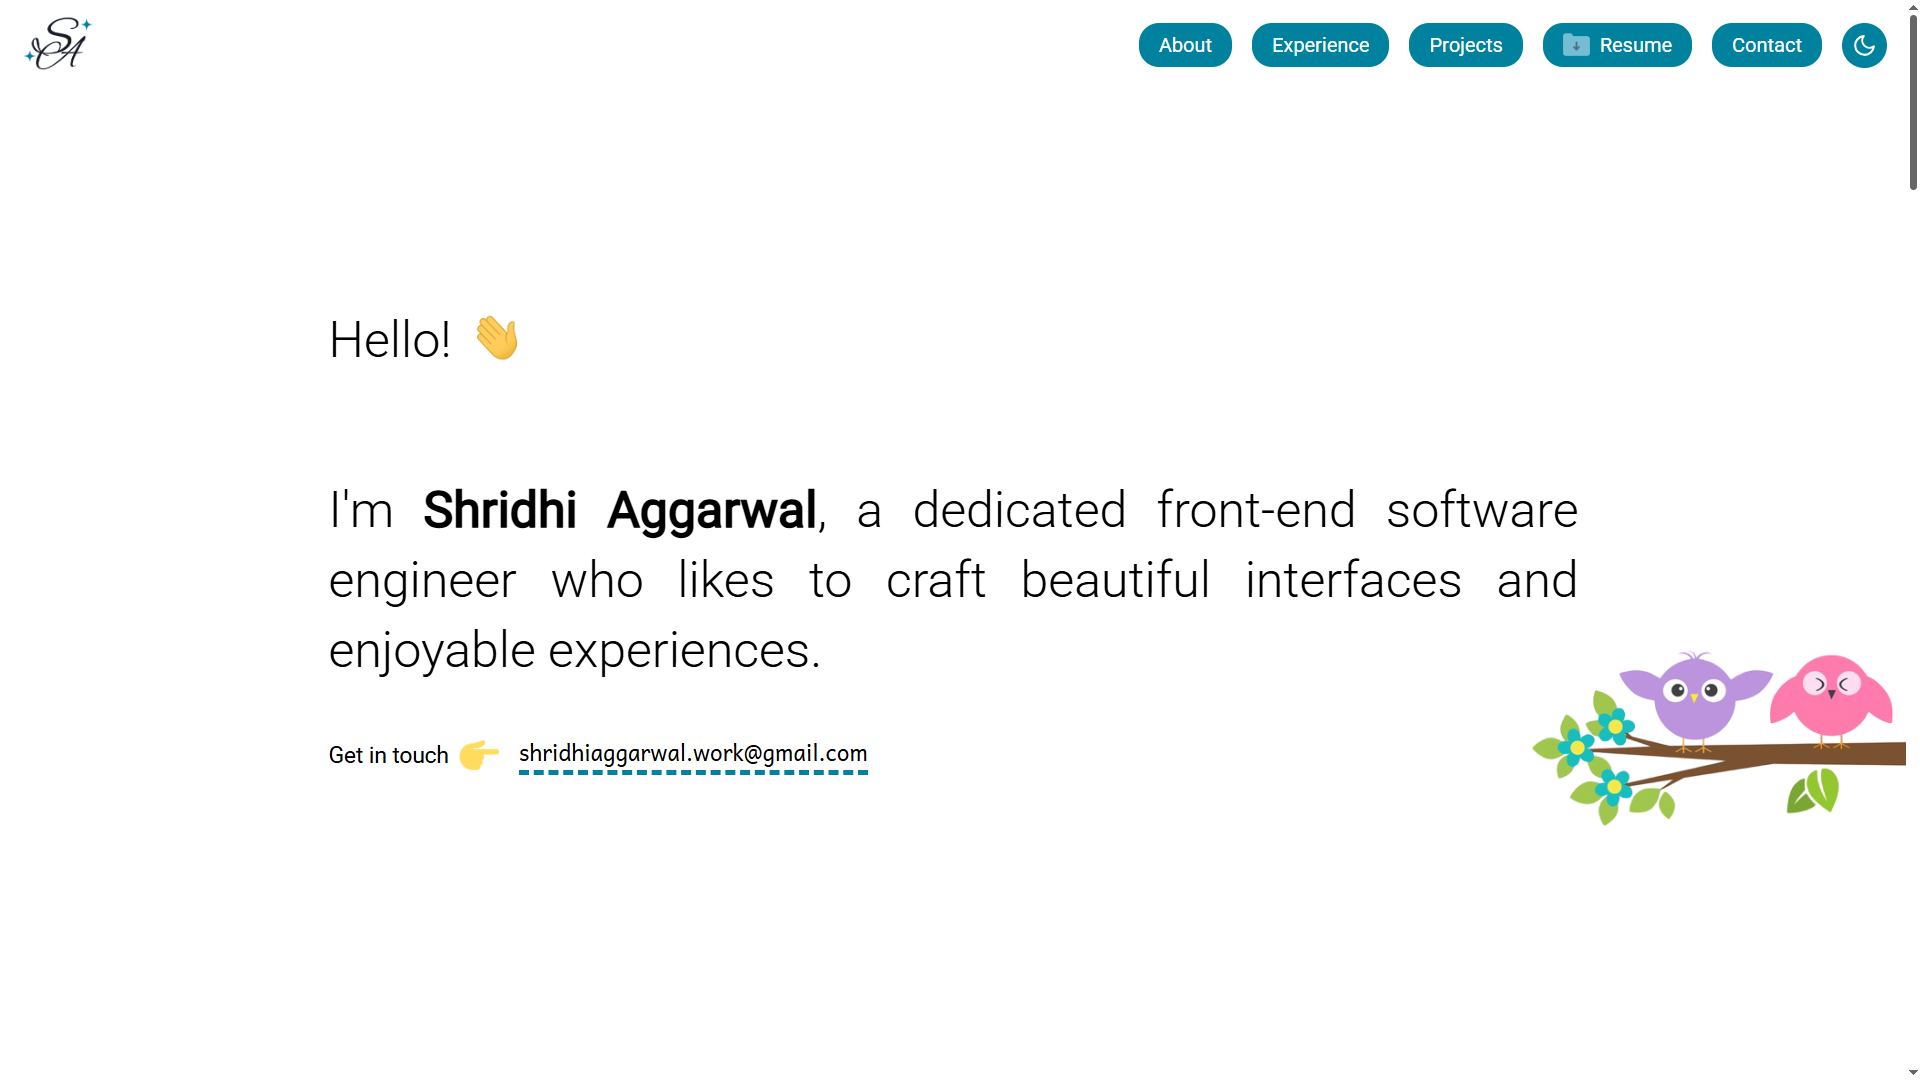 SA
About Experience Projects Resume Contact
Hello! 👋
I'm Shridhi Aggarwal, a dedicated front-end software
engineer who likes to craft beautiful interfaces and
enjoyable experiences.
Get in touch 👉 shridhiaggarwal.work@gmail.com